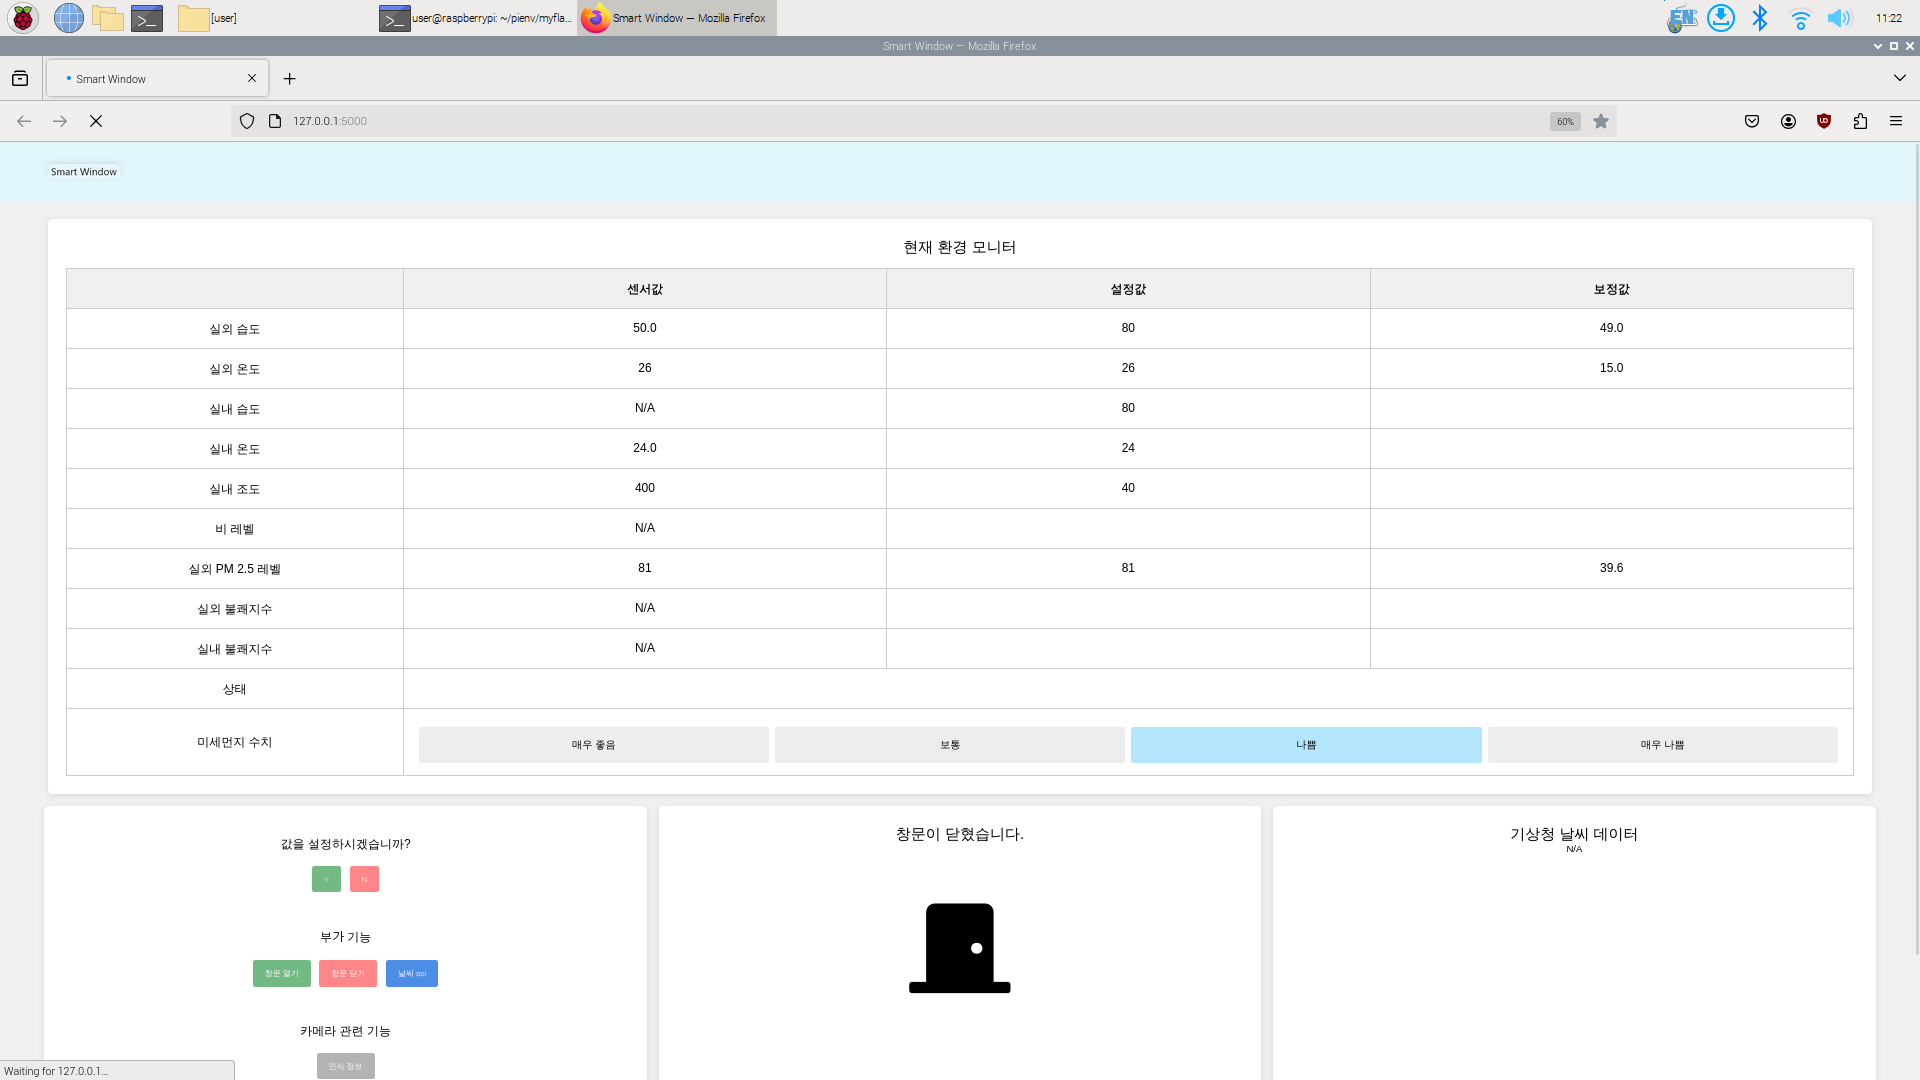 [user]
user@raspberrypi: ~/pienv/myfla...
Smart Window — Mozilla Firefox
EN
11:22
Smart Window — Mozilla Firefox
Smart Window
127.0.0.1:5000
60%
Smart Window
현재 환경 모니터
센서값 설정값 보정값
실외 습도 50.0 80 49.0
실외 온도 26 26 15.0
실내 습도 N/A 80
실내 온도 24.0 24
실내 조도 400 40
비 레벨 N/A
실외 PM 2.5 레벨 81 81 39.6
실외 불쾌지수 N/A
실내 불쾌지수 N/A
상태
미세먼지 수치 매우 좋음 보통 나쁨 매우 나쁨
값을 설정하시겠습니까?
Y N
부가 기능
창문 열기 창문 닫기 날씨 api
카메라 관련 기능
인식 정보
창문이 닫혔습니다.
기상청 날씨 데이터
N/A
Waiting for 127.0.0.1...